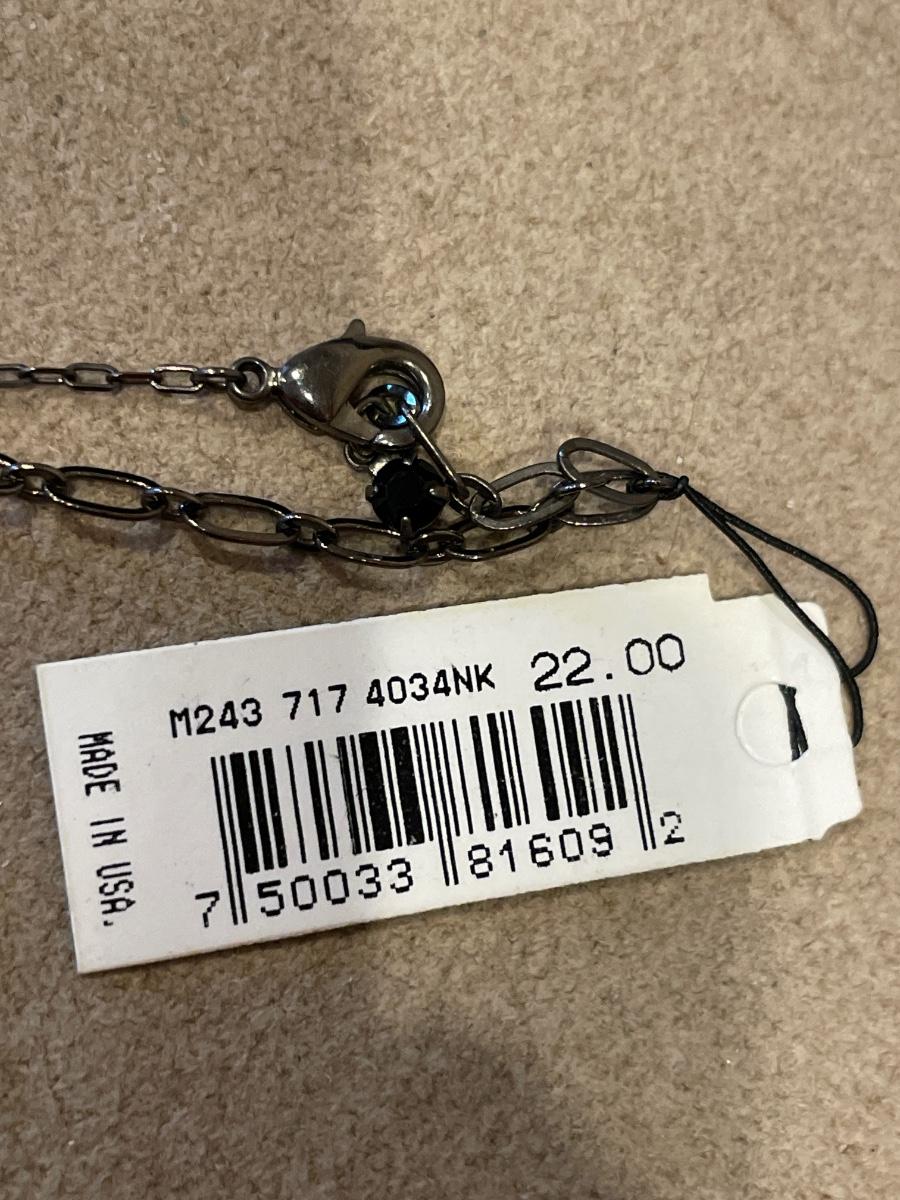 M243 717 4034NK 22.00
7 50033 81609 2
MADE IN USA.